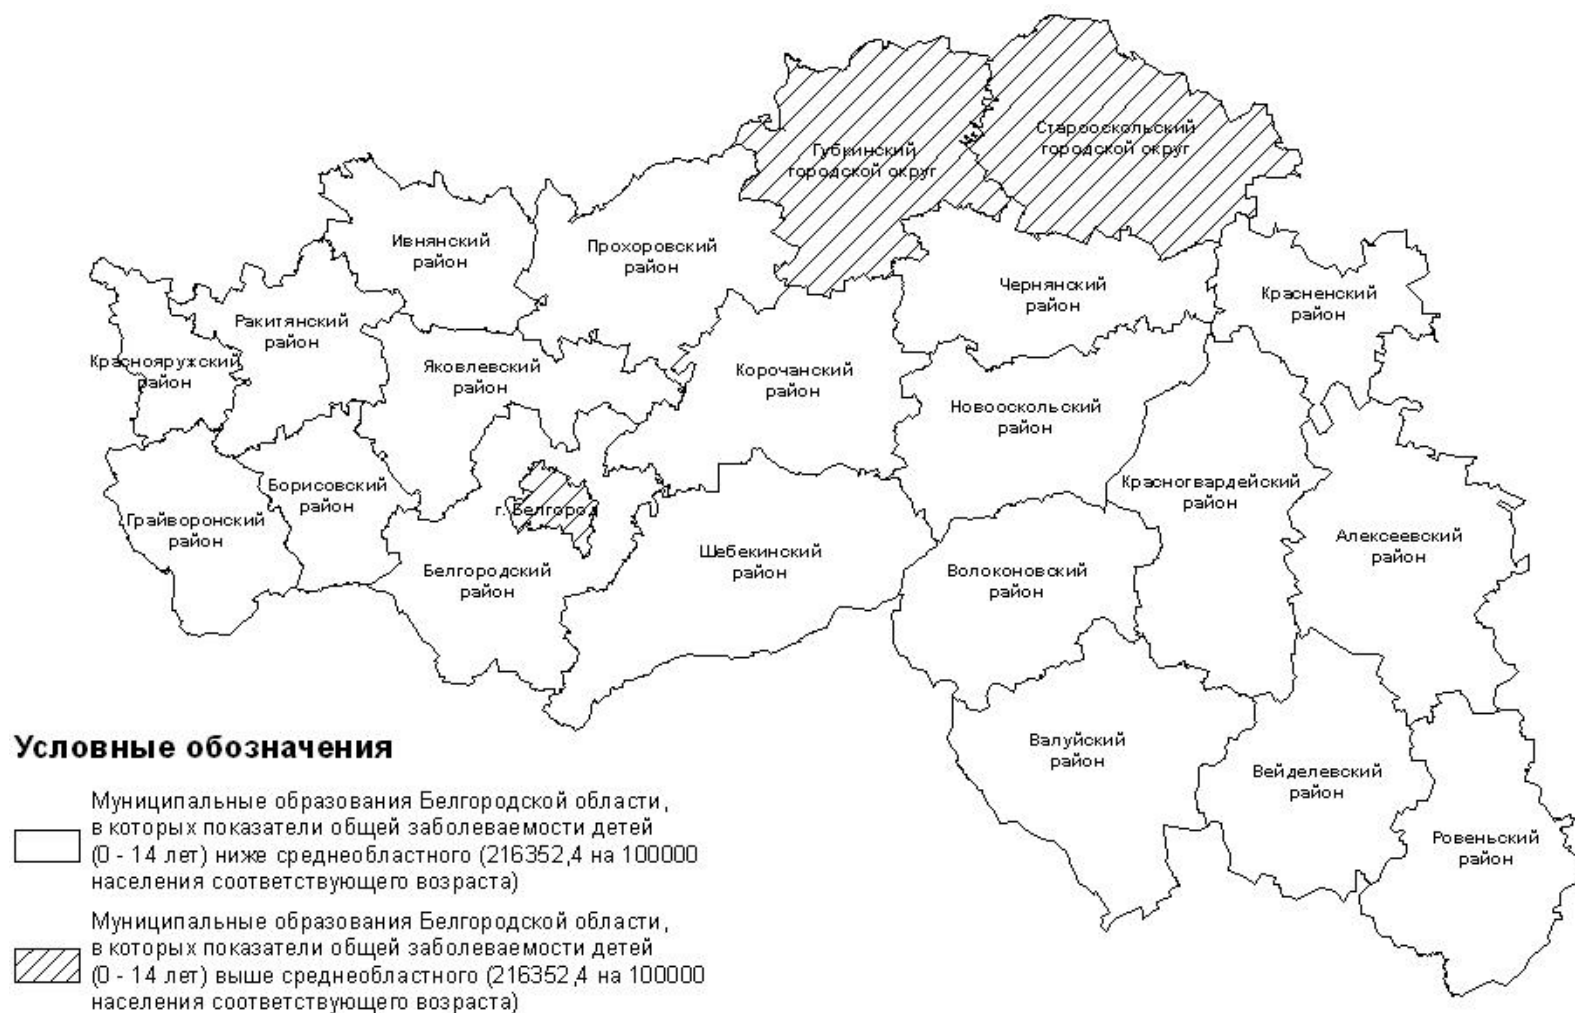 Старооскольский
городской округ
Губкинский
городской округ
Ивнянский
район
Прохоровский
район
Чернянский
район
Красненский
район
Ракитянский
район
Краснояружский
район
Яковлевский
район
Корочанский
район
Новооскольский
район
Красногвардейский
район
Борисовский
район
Грайворонский
район
г. Белгород
Белгородский
район
Шебекинский
район
Волоконовский
район
Алексеевский
район
Валуйский
район
Вейделевский
район
Ровеньский
район
Условные обозначения
Муниципальные образования Белгородской области,
в которых показатели общей заболеваемости детей
(0 - 14 лет) ниже среднеобластного (216352,4 на 100000
населения соответствующего возраста)
Муниципальные образования Белгородской области,
в которых показатели общей заболеваемости детей
(0 - 14 лет) выше среднеобластного (216352,4 на 100000
населения соответствующего возраста)